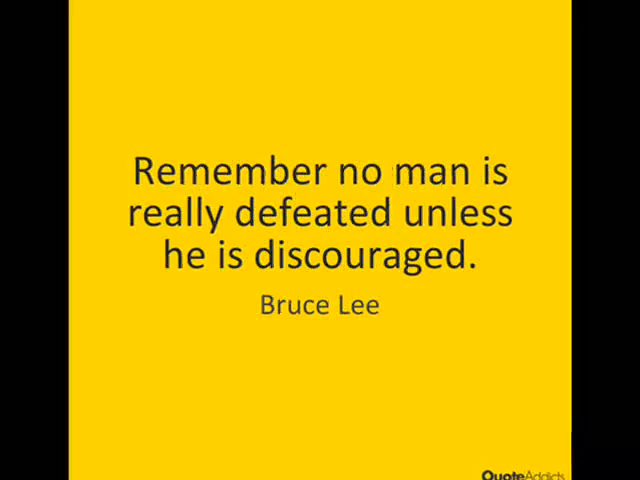 Remember no man is
really defeated unless
he is discouraged.
Bruce Lee
QuoteAddicts